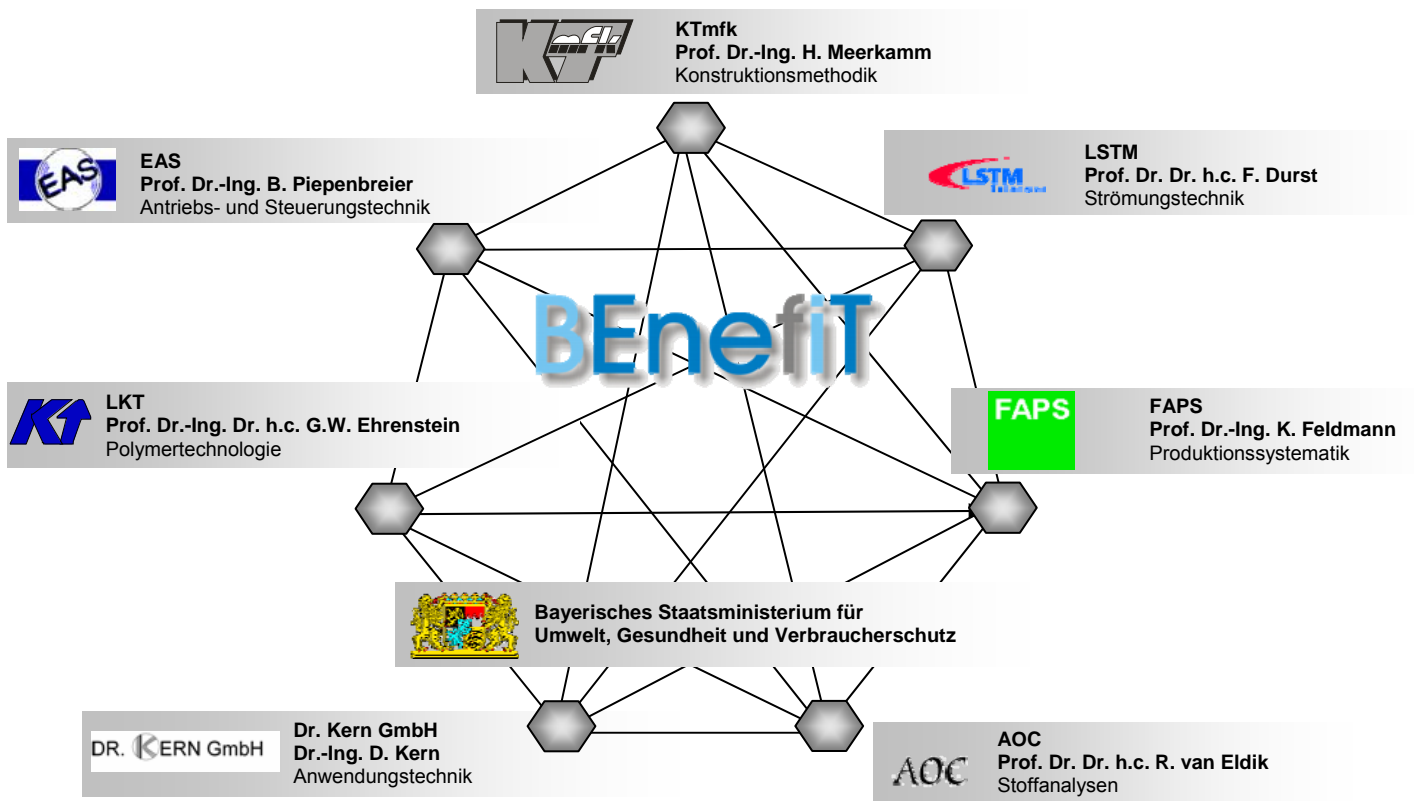 KTmfk
Prof. Dr.-Ing. H. Meerkamm
Konstruktionsmethodik
mfk
KT
EAS
EAS
Prof. Dr.-Ing. B. Piepenbreier
Antriebs- und Steuerungstechnik
LSTM
LSTM
Prof. Dr. Dr. h.c. F. Durst
Strömungstechnik
BEnefiT
KT
LKT
Prof. Dr.-Ing. Dr. h.c. G.W. Ehrenstein
Polymertechnologie
FAPS
FAPS
Prof. Dr.-Ing. K. Feldmann
Produktionssystematik
Bayerisches Staatsministerium für
Umwelt, Gesundheit und Verbraucherschutz
DR. KERN GmbH
Dr. Kern GmbH
Dr.-Ing. D. Kern
Anwendungstechnik
AOC
AOC
Prof. Dr. Dr. h.c. R. van Eldik
Stoffanalysen